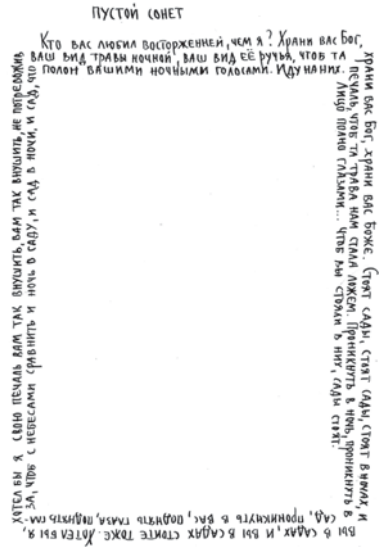 ПУСТОЙ СОНЕТ
Кто вас любил восторженней, чем я? Храни вас Бог,
храни вас Бог, храни вас Боже. Стоят сады, стоят сады, стоят в ночах, и
вы в садах, и вы в садах стоите тоже. Хотел бы я,
хотел бы я свою печаль вам так внушить, вам так внушить, не потревожив
ваш вид травы ночной, ваш вид её ручья, чтоб та
печаль, чтоб та трава нам стала ложем. Проникнуть в ночь, проникнуть в
сад, проникнуть в вас, поднять глаза, поднять гла-
за, чтоб с небесами сравнить и ночь в саду, и сад в ночи, и сад, что
полон вашими ночными голосами. Иду на них.
Лицо полно глазами... Чтоб вы стояли в них, сады стоят.